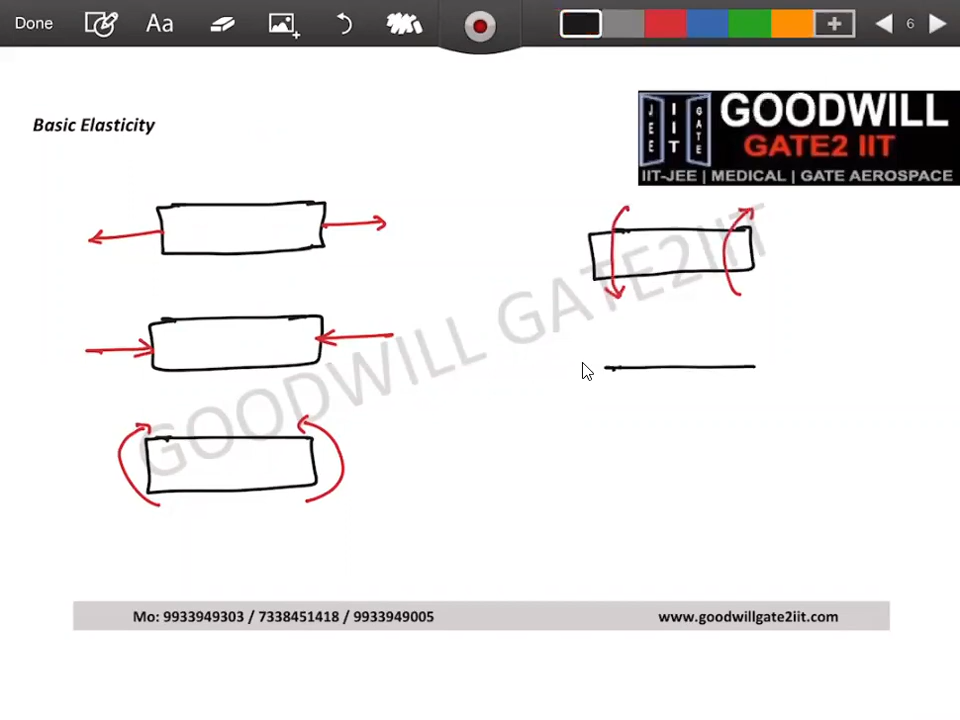 Done Aa 6
Basic Elasticity
JEE IIT GATE
GOODWILL
GATE2 IIT
IIT-JEE | MEDICAL | GATE AEROSPACE
GOODWILL GATE2IIT
Mo: 9933949303 / 7338451418 / 9933949005 www.goodwillgate2iit.com